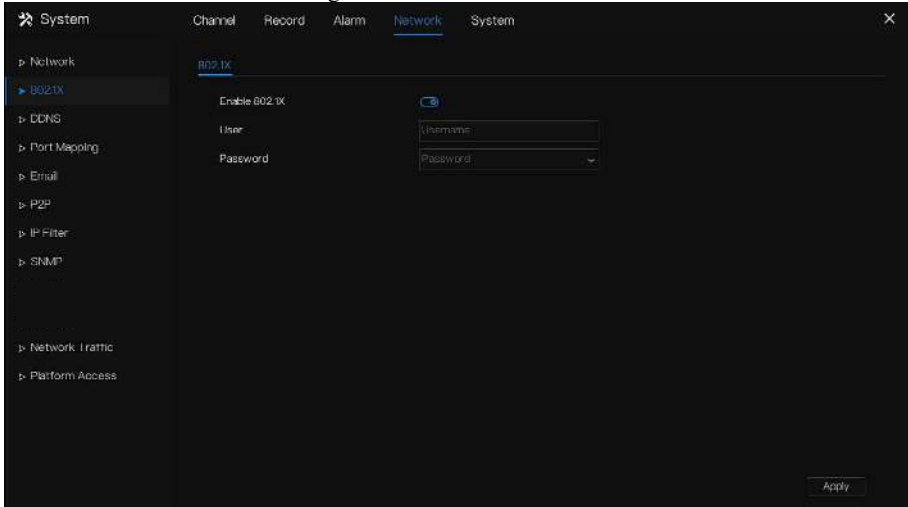 System Channel Record Alarm Network System
Network
802.1X
DDNS
Port Mapping
Email
P2P
IP Filter
SNMP
Network Traffic
Platform Access
802.1X
Enable 802.1X
User Username
Password Password
Apply